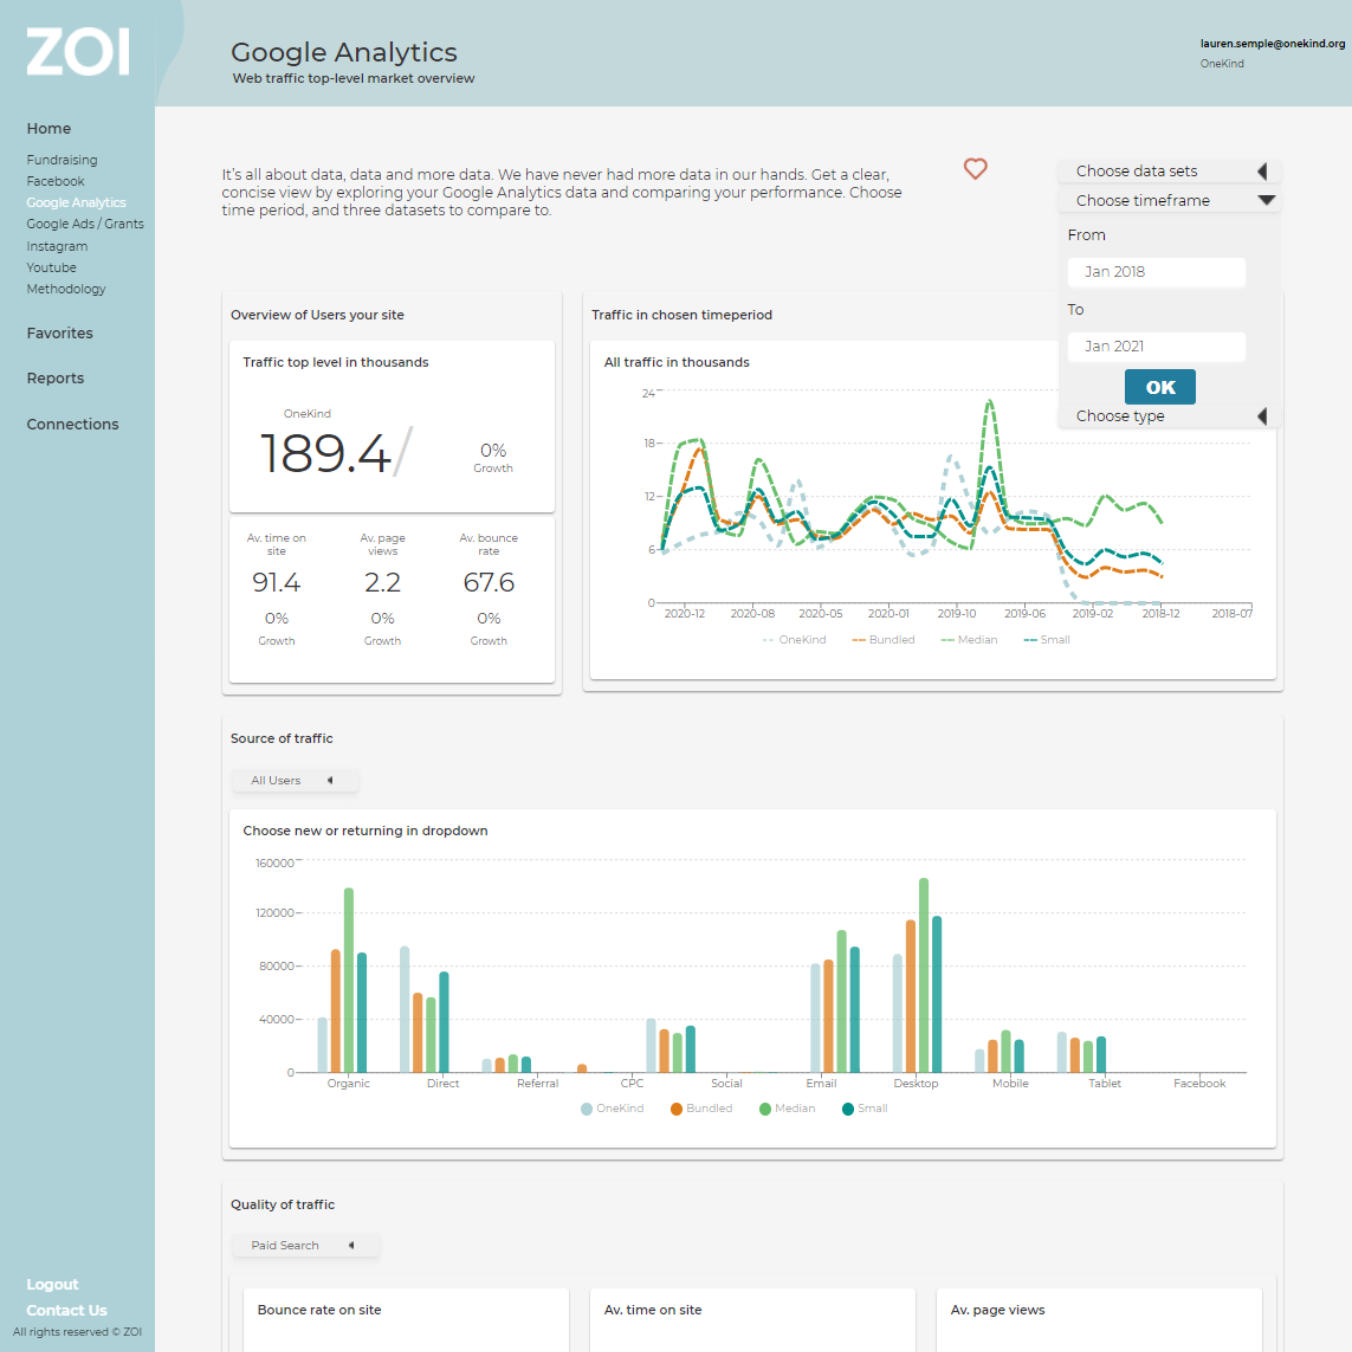 ZOI
Google Analytics
Web traffic top-level market overview
lauren.semple@onekind.org
OneKind
Home
Fundraising
Facebook
Google Analytics
Google Ads / Grants
Instagram
Youtube
Methodology
Favorites
Reports
Connections
Logout
Contact Us
All rights reserved © ZOI
It's all about data, data and more data. We have never had more data in our hands. Get a clear,
concise view by exploring your Google Analytics data and comparing your performance. Choose
time period, and three datasets to compare to.
Choose data sets
Choose timeframe
From
Jan 2018
To
Jan 2021
OK
Choose type
Overview of Users your site
Traffic top level in thousands
OneKind
189.4/
0%
Growth
Av. time on site
Av. page views
Av. bounce rate
91.4
2.2
67.6
0%
0%
0%
Growth
Growth
Growth
Traffic in chosen timeperiod
All traffic in thousands
24
18
12
6
0
2020-12 2020-08 2020-05 2020-01 2019-10 2019-06 2019-02 2018-12 2018-07
OneKind Bundled Median Small
Source of traffic
All Users
Choose new or returning in dropdown
160000
120000
80000
40000
0
Organic Direct Referral CPC Social Email Desktop Mobile Tablet Facebook
OneKind Bundled Median Small
Quality of traffic
Paid Search
Bounce rate on site
Av. time on site
Av. page views